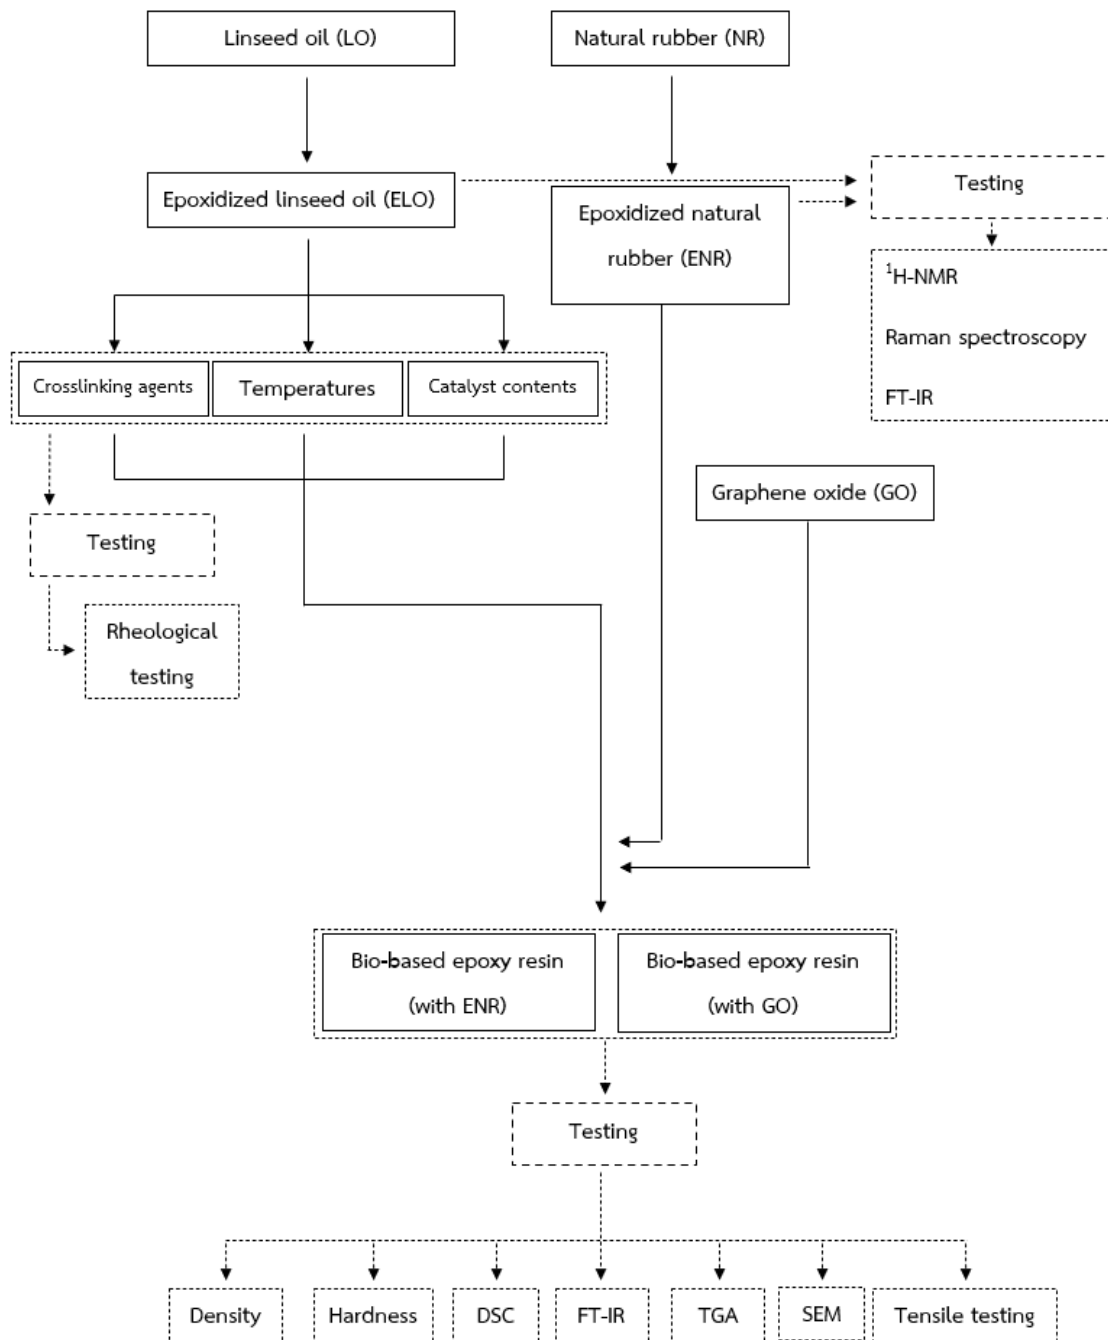 Linseed oil (LO)
Natural rubber (NR)
Epoxidized linseed oil (ELO)
Testing
Epoxidized natural
rubber (ENR)
¹H-NMR
Raman spectroscopy
FT-IR
Crosslinking agents
Temperatures
Catalyst contents
Graphene oxide (GO)
Testing
Rheological
testing
Bio-based epoxy resin
(with ENR)
Bio-based epoxy resin
(with GO)
Testing
Density
Hardness
DSC
FT-IR
TGA
SEM
Tensile testing